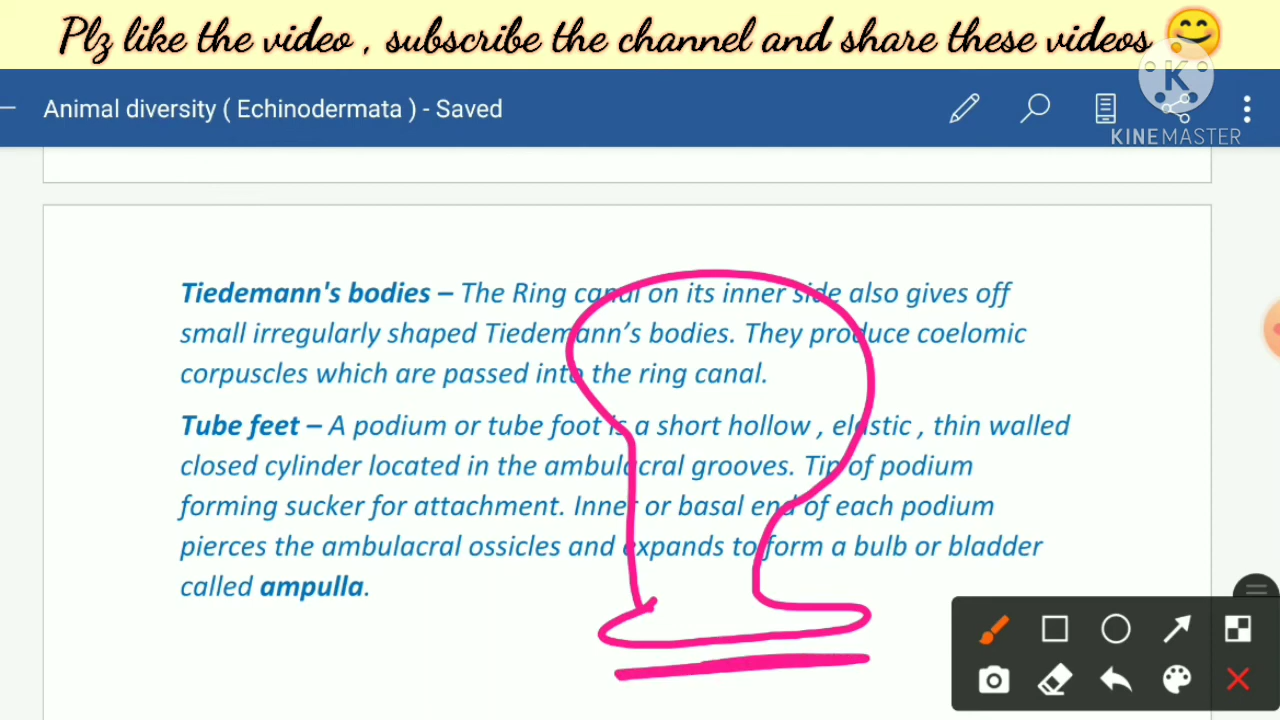 Plz like the video , subscribe the channel and share these videos
K
KINEMASTER
Animal diversity ( Echinodermata ) - Saved
Tiedemann's bodies – The Ring canal on its inner side also gives off
small irregularly shaped Tiedemann’s bodies. They produce coelomic
corpuscles which are passed into the ring canal.
Tube feet – A podium or tube foot is a short hollow , elastic , thin walled
closed cylinder located in the ambulacral grooves. Tip of podium
forming sucker for attachment. Inner or basal end of each podium
pierces the ambulacral ossicles and expands to form a bulb or bladder
called ampulla.